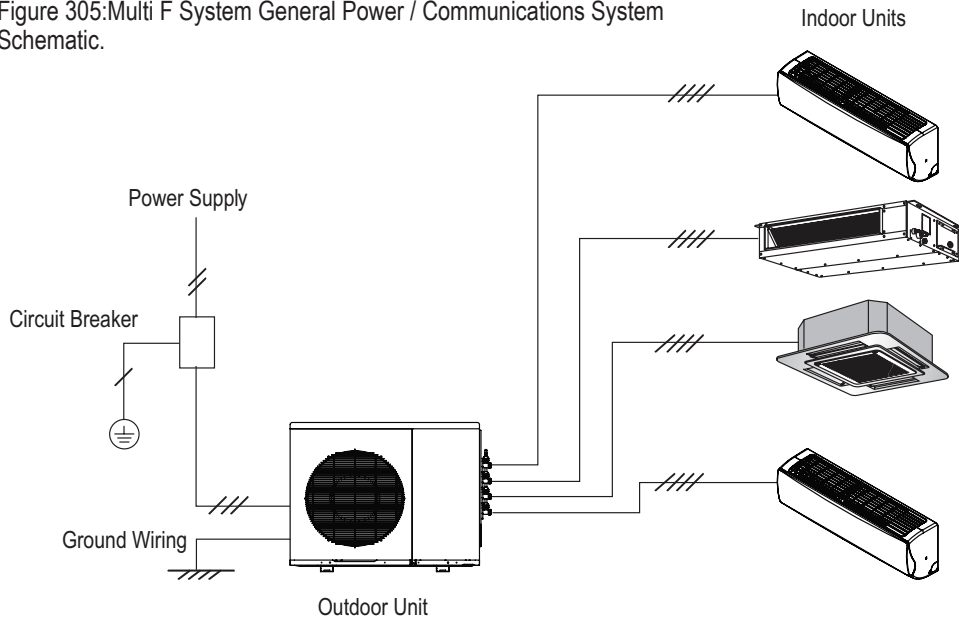 Figure 305:Multi F System General Power / Communications System
Schematic.
Indoor Units
Power Supply
Circuit Breaker
Ground Wiring
Outdoor Unit